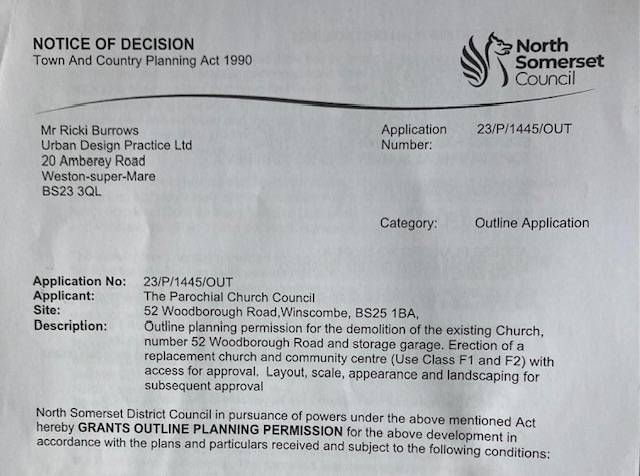 NOTICE OF DECISION
Town And Country Planning Act 1990
North
Somerset
Council
Mr Ricki Burrows
Urban Design Practice Ltd
20 Amberey Road
Weston-super-Mare
BS23 3QL
Application Number: 23/P/1445/OUT
Category: Outline Application
Application No: 23/P/1445/OUT
Applicant: The Parochial Church Council
Site: 52 Woodborough Road,Winscombe, BS25 1BA,
Description: Outline planning permission for the demolition of the existing Church,
number 52 Woodborough Road and storage garage. Erection of a
replacement church and community centre (Use Class F1 and F2) with
access for approval. Layout, scale, appearance and landscaping for
subsequent approval
North Somerset District Council in pursuance of powers under the above mentioned Act
hereby GRANTS OUTLINE PLANNING PERMISSION for the above development in
accordance with the plans and particulars received and subject to the following conditions: